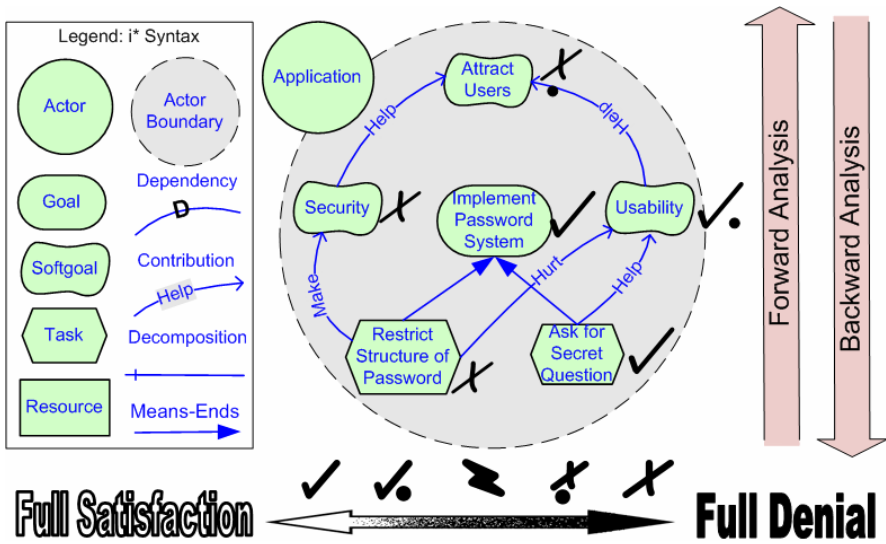 Legend: i* Syntax
Actor
Actor
Boundary
Goal
Dependency
D
Softgoal
Contribution
Help
Task
Decomposition
Resource
Means-Ends
Application
Attract
Users
Help
Help
Security
Implement
Password
System
Usability
Make
Hurt
Help
Restrict
Structure of
Password
Ask for
Secret
Question
Forward Analysis
Backward Analysis
Full Satisfaction
Full Denial